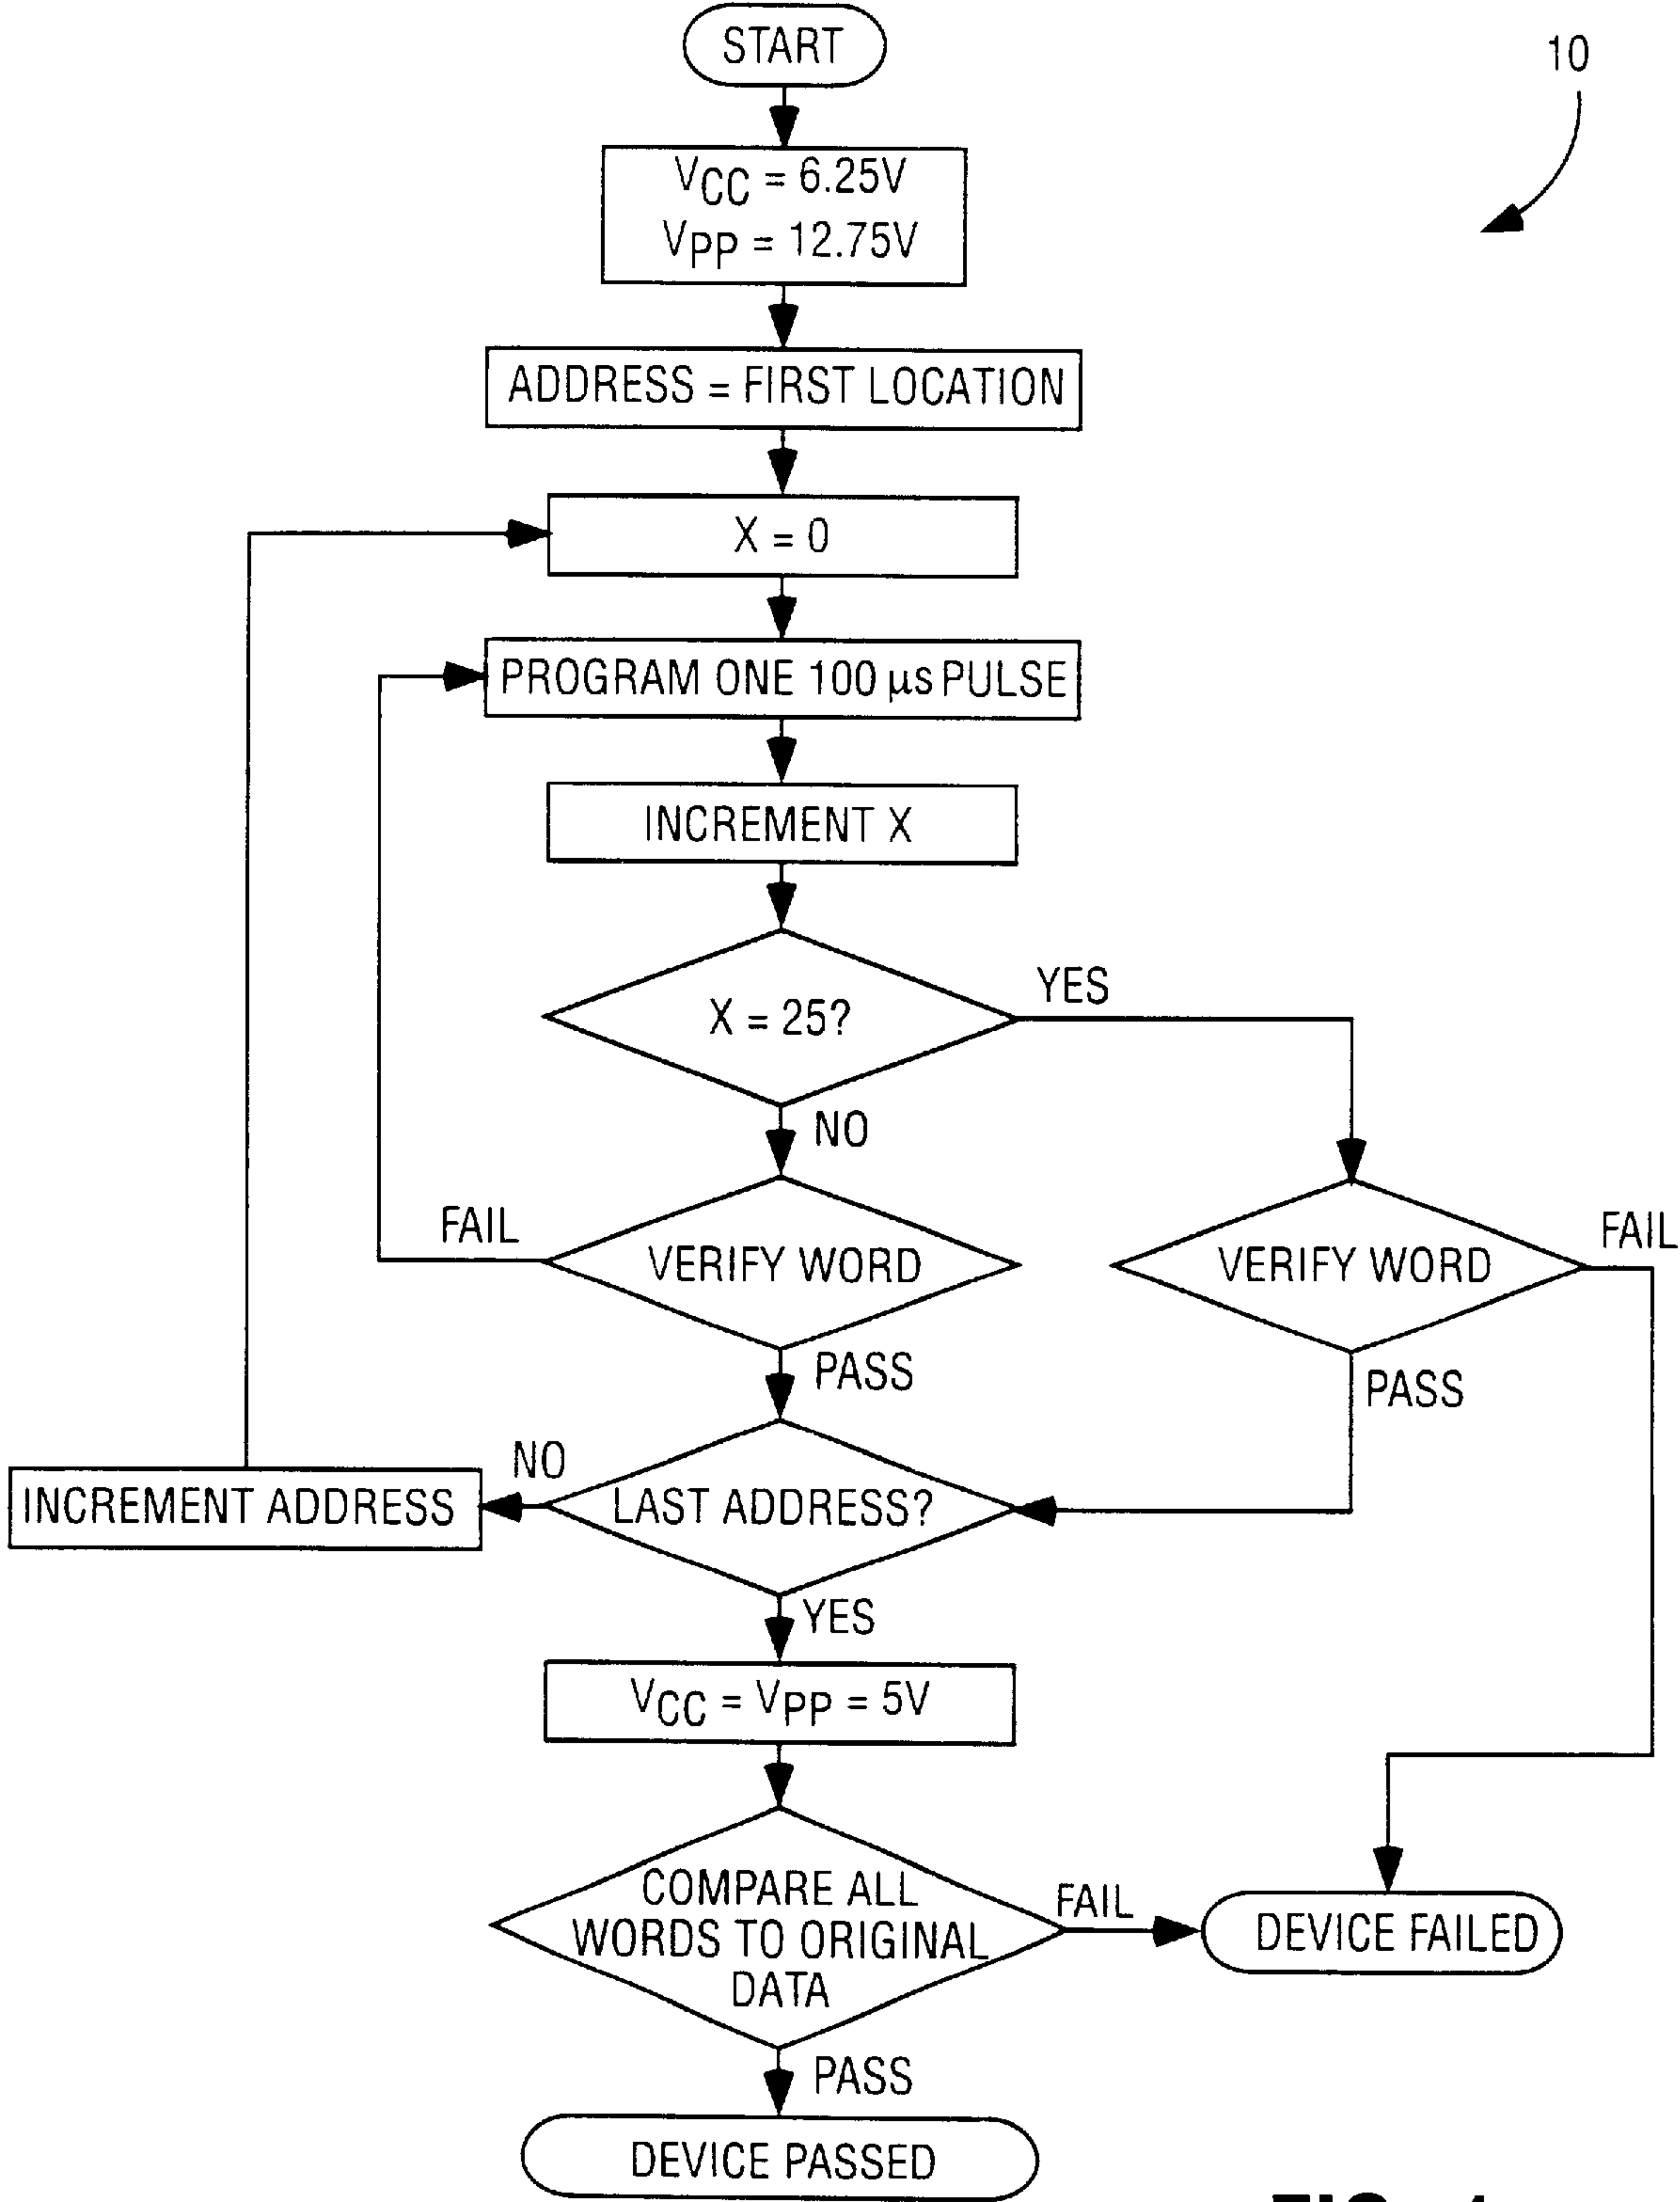 START
10
VCC = 6.25V
VPP = 12.75V
ADDRESS = FIRST LOCATION
X = 0
PROGRAM ONE 100 µs PULSE
INCREMENT X
X = 25?
YES
NO
FAIL
VERIFY WORD
VERIFY WORD
FAIL
PASS
PASS
NO
INCREMENT ADDRESS
LAST ADDRESS?
YES
VCC = VPP = 5V
COMPARE ALL
WORDS TO ORIGINAL
DATA
FAIL
DEVICE FAILED
PASS
DEVICE PASSED